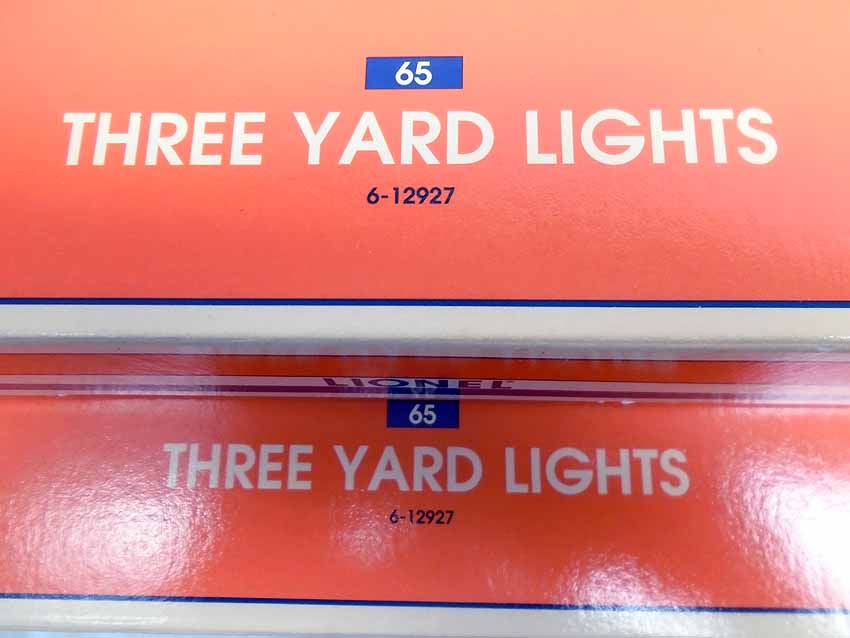 65
THREE YARD LIGHTS
6-12927
LIONEL
65
THREE YARD LIGHTS
6-12927